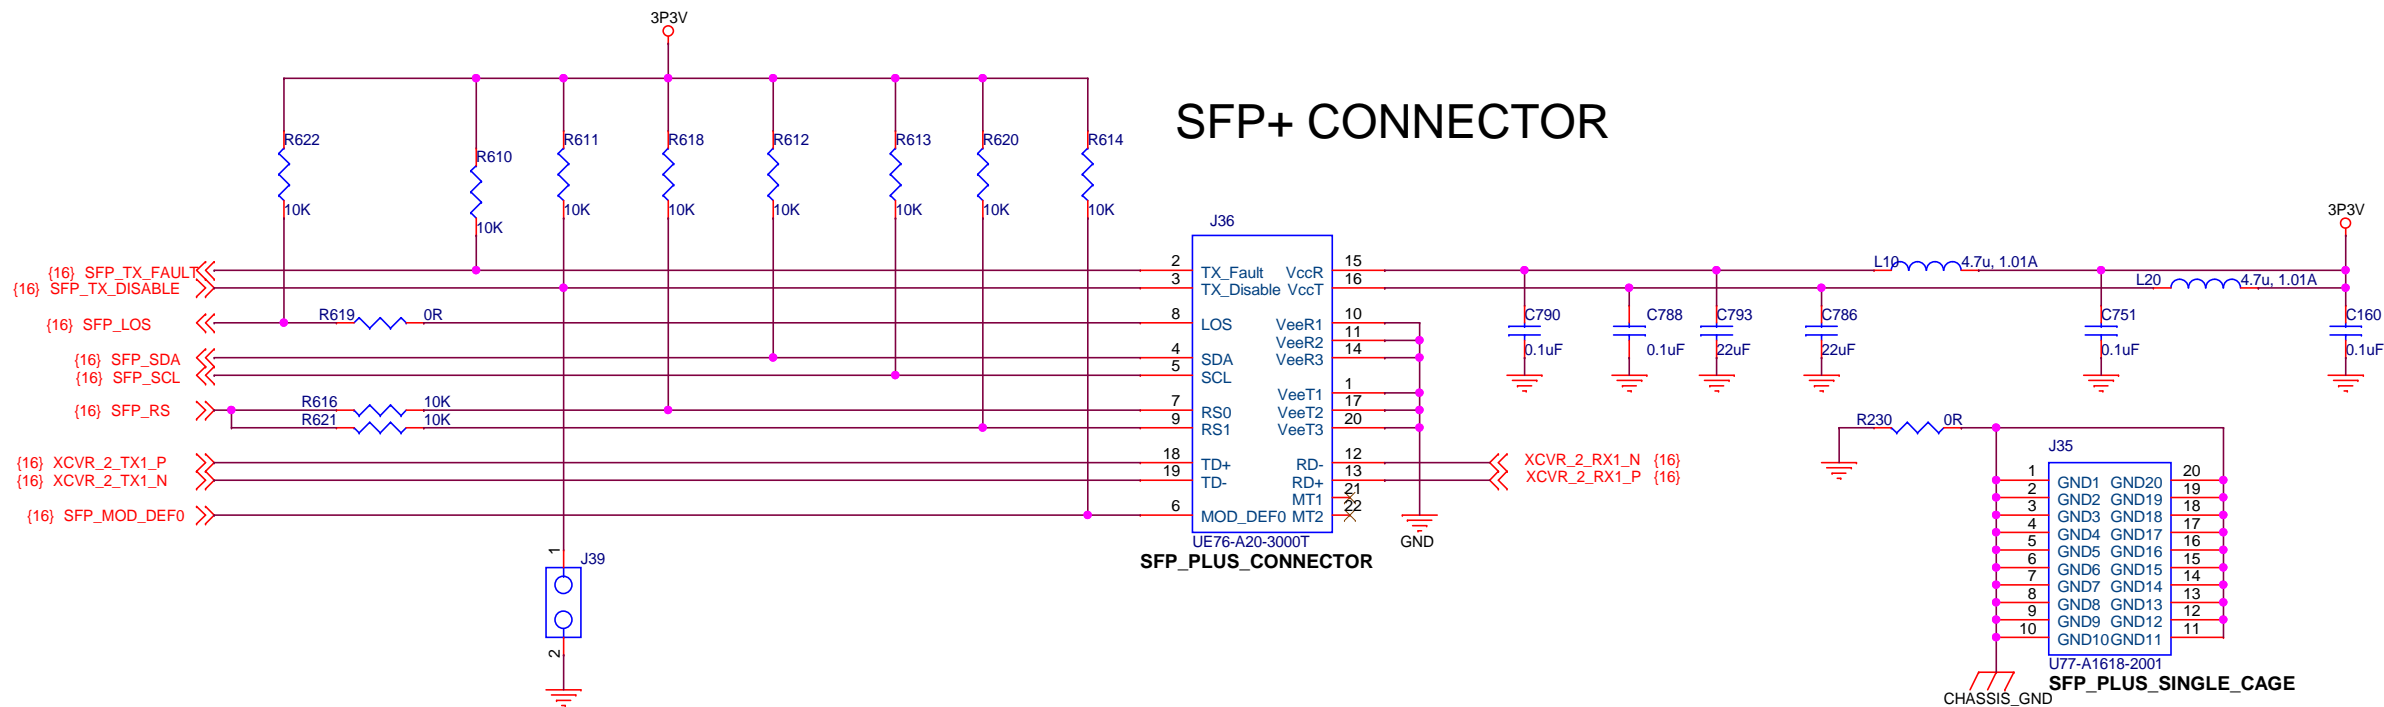 3P3V
SFP+ CONNECTOR
R622
10K
R610
10K
R611
10K
R618
10K
R612
10K
R613
10K
R620
10K
R614
10K
{16} SFP_TX_FAULT
{16} SFP_TX_DISABLE
{16} SFP_LOS
R619 0R
{16} SFP_SDA
{16} SFP_SCL
{16} SFP_RS
R616 10K
R621 10K
{16} XCVR_2_TX1_P
{16} XCVR_2_TX1_N
{16} SFP_MOD_DEF0
J39
1
2
J36
2 TX_Fault VccR 15
3 TX_Disable VccT 16
8 LOS VeeR1 10
VeeR2 11
4 SDA VeeR3 14
5 SCL
VeeT1 1
7 RS0 VeeT2 17
9 RS1 VeeT3 20
18 TD+ RD- 12
19 TD- RD+ 13
MT1 21
6 MOD_DEF0 MT2 22
UE76-A20-3000T
SFP_PLUS_CONNECTOR
GND
XCVR_2_RX1_N {16}
XCVR_2_RX1_P {16}
3P3V
L10 4.7u, 1.01A
L20 4.7u, 1.01A
C790
0.1uF
C788
0.1uF
C793
22uF
C786
22uF
C751
0.1uF
C160
0.1uF
R230 0R
J35
1 GND1 GND20 20
2 GND2 GND19 19
3 GND3 GND18 18
4 GND4 GND17 17
5 GND5 GND16 16
6 GND6 GND15 15
7 GND7 GND14 14
8 GND8 GND13 13
9 GND9 GND12 12
10 GND10 GND11 11
U77-A1618-2001
SFP_PLUS_SINGLE_CAGE
CHASSIS_GND